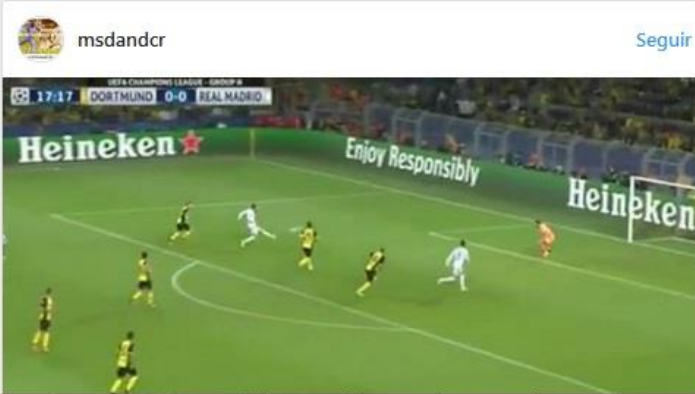 msdandcr
Seguir
UEFA CHAMPIONS LEAGUE - GROUP H
17:17 DORTMUND 0-0 REAL MADRID
Heineken
Enjoy Responsibly
Heineken